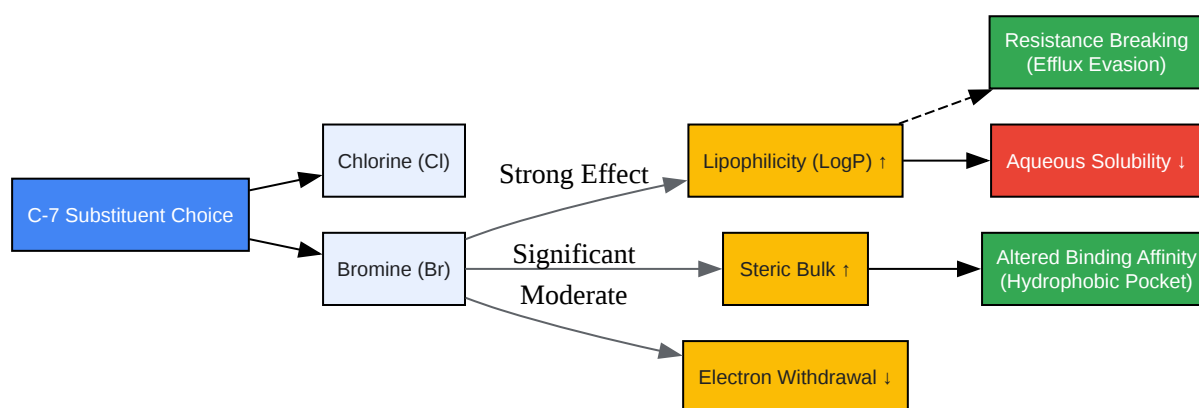 C-7 Substituent Choice
Chlorine (Cl)
Bromine (Br)
Strong Effect
Significant
Moderate
Lipophilicity (LogP) ↑
Steric Bulk ↑
Electron Withdrawal ↓
Resistance Breaking
(Efflux Evasion)
Aqueous Solubility ↓
Altered Binding Affinity
(Hydrophobic Pocket)